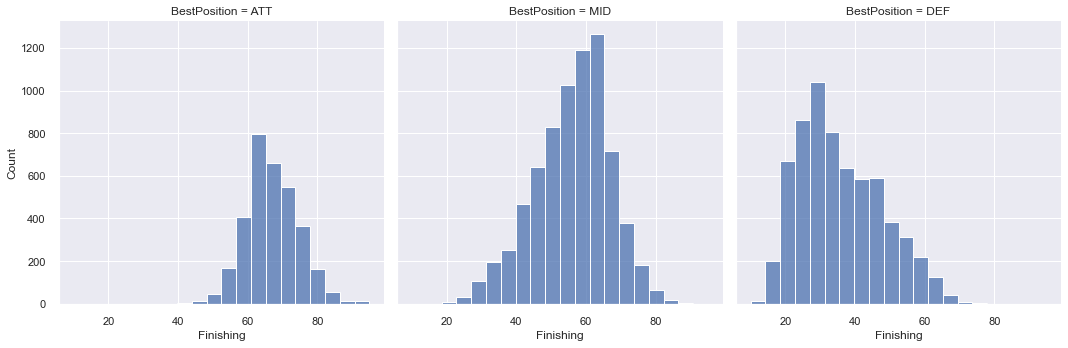 BestPosition = ATT
BestPosition = MID
BestPosition = DEF
Count
1200
1000
800
600
400
200
0
20 40 60 80
20 40 60 80
20 40 60 80
Finishing
Finishing
Finishing